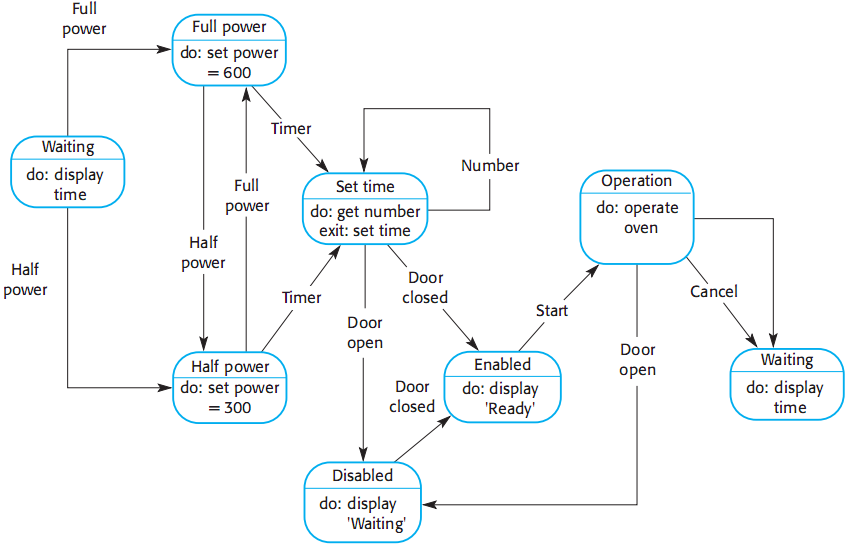 Full
power
Full power
do: set power
= 600
Timer
Waiting
do: display
time
Number
Full
power
Set time
do: get number
exit: set time
Operation
do: operate
oven
Half
power
Half
power
Timer
Door
closed
Cancel
Start
Door
open
Door
open
Half power
do: set power
= 300
Enabled
do: display
'Ready'
Door
closed
Waiting
do: display
time
Disabled
do: display
'Waiting'